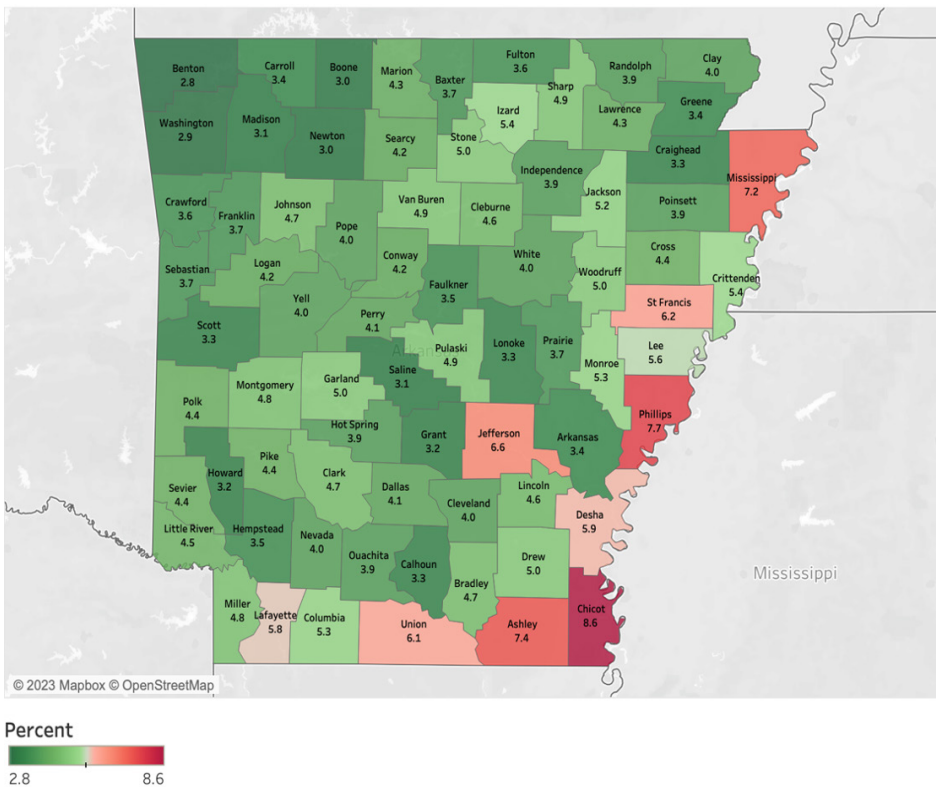 Benton
2.8
Carroll
3.4
Boone
3.0
Marion
4.3
Baxter
3.7
Fulton
3.6
Sharp
4.9
Randolph
3.9
Clay
4.0
Washington
2.9
Madison
3.1
Newton
3.0
Searcy
4.2
Stone
5.0
Izard
5.4
Lawrence
4.3
Greene
3.4
Independence
3.9
Craighead
3.3
Mississippi
7.2
Crawford
3.6
Franklin
3.7
Johnson
4.7
Pope
4.0
Van Buren
4.9
Cleburne
4.6
Jackson
5.2
Poinsett
3.9
Sebastian
3.7
Logan
4.2
Conway
4.2
Faulkner
3.5
White
4.0
Woodruff
5.0
Cross
4.4
Crittenden
5.4
Scott
3.3
Yell
4.0
Perry
4.1
St Francis
6.2
Arkansas
Pulaski
4.9
Lonoke
3.3
Prairie
3.7
Monroe
5.3
Lee
5.6
Polk
4.4
Montgomery
4.8
Garland
5.0
Saline
3.1
Phillips
7.7
Hot Spring
3.9
Grant
3.2
Jefferson
6.6
Arkansas
3.4
Sevier
4.4
Howard
3.2
Pike
4.4
Clark
4.7
Dallas
4.1
Cleveland
4.0
Lincoln
4.6
Desha
5.9
Little River
4.5
Hempstead
3.5
Nevada
4.0
Ouachita
3.9
Calhoun
3.3
Bradley
4.7
Drew
5.0
Mississippi
Miller
4.8
Lafayette
5.8
Columbia
5.3
Union
6.1
Ashley
7.4
Chicot
8.6
© 2023 Mapbox © OpenStreetMap
Percent
2.8 8.6